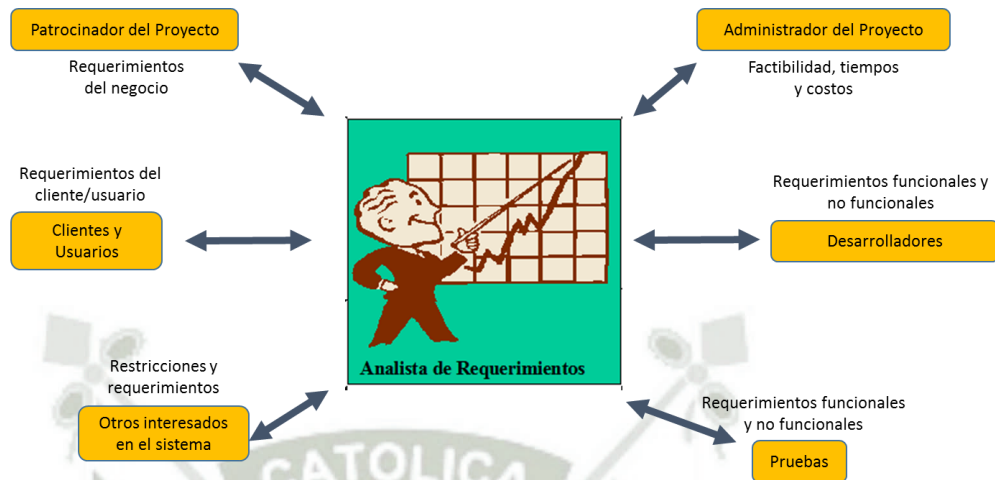 Patrocinador del Proyecto
Requerimientos
del negocio
Administrador del Proyecto
Factibilidad, tiempos
y costos
Requerimientos del
cliente/usuario
Clientes y
Usuarios
Requerimientos funcionales y
no funcionales
Desarrolladores
Analista de Requerimientos
Restricciones y
requerimientos
Otros interesados
en el sistema
Requerimientos funcionales
y no funcionales
Pruebas
CATOLICA